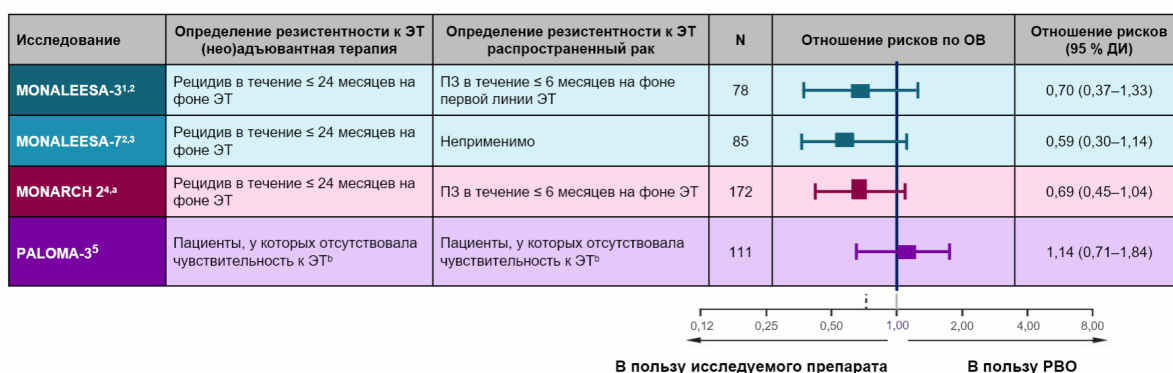 Исследование
Определение резистентности к ЭТ
(нео)адъювантная терапия
Определение резистентности к ЭТ
распространенный рак
N
Отношение рисков по ОВ
Отношение рисков
(95 % ДИ)
MONALEESA-3¹,²
Рецидив в течение ≤ 24 месяцев на
фоне ЭТ
ПЗ в течение ≤ 6 месяцев на фоне
первой линии ЭТ
78
0,70 (0,37–1,33)
MONALEESA-7²,³
Рецидив в течение ≤ 24 месяцев на
фоне ЭТ
Неприменимо
85
0,59 (0,30–1,14)
MONARCH 2⁴,ᵃ
Рецидив в течение ≤ 24 месяцев на
фоне ЭТ
ПЗ в течение ≤ 6 месяцев на фоне ЭТ
172
0,69 (0,45–1,04)
PALOMA-3⁵
Пациенты, у которых отсутствовала
чувствительность к ЭТᵇ
Пациенты, у которых отсутствовала
чувствительность к ЭТᵇ
111
1,14 (0,71–1,84)
0,12 0,25 0,50 1,00 2,00 4,00 8,00
В пользу исследуемого препарата В пользу PBO